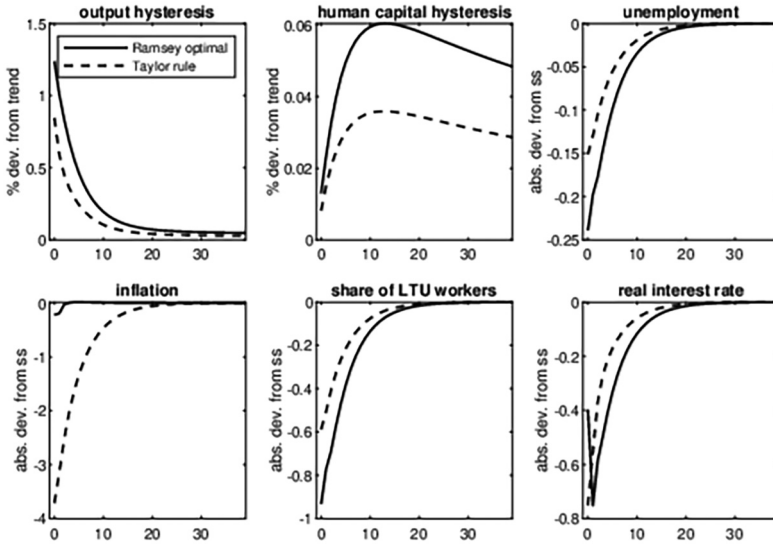 output hysteresis
human capital hysteresis
unemployment
% dev. from trend
1.5
1
0.5
0
Ramsey optimal
Taylor rule
0 10 20 30
% dev. from trend
0.06
0.04
0.02
0
0 10 20 30
abs. dev. from ss
0
-0.05
-0.1
-0.15
-0.2
-0.25
0 10 20 30
inflation
share of LTU workers
real interest rate
abs. dev. from ss
0
-1
-2
-3
-4
0 10 20 30
abs. dev. from ss
0
-0.2
-0.4
-0.6
-0.8
-1
0 10 20 30
abs. dev. from ss
0
-0.2
-0.4
-0.6
-0.8
0 10 20 30